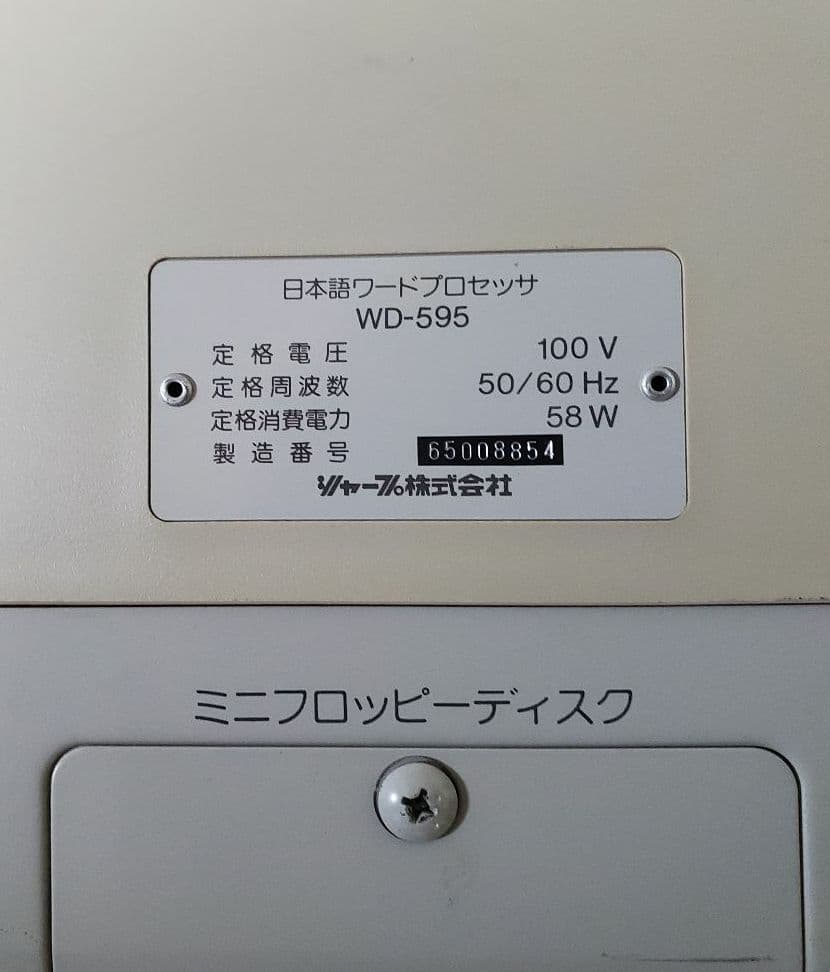 日本語ワードプロセッサ
WD-595
定格電圧 100 V
定格周波数 50/60 Hz
定格消費電力 58 W
製造番号 65008854
シャープ株式会社
ミニフロッピーディスク